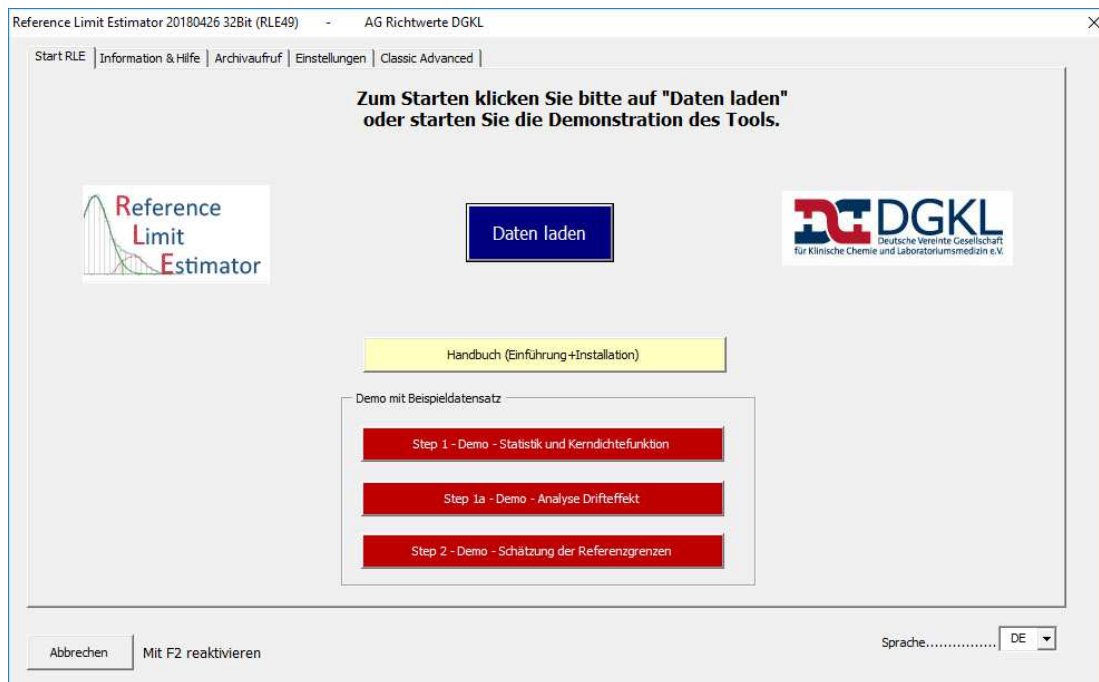 Reference Limit Estimator 20180426 32Bit (RLE49) - AG Richtwerte DGKL
Start RLE Information & Hilfe Archivaufruf Einstellungen Classic Advanced
Zum Starten klicken Sie bitte auf "Daten laden"
oder starten Sie die Demonstration des Tools.
Reference
Limit
Estimator
Daten laden
DGKL
Deutsche Vereinte Gesellschaft
für Klinische Chemie und Laboratoriumsmedizin e.V.
Handbuch (Einführung+Installation)
Demo mit Beispieldatensatz
Step 1 - Demo - Statistik und Kerndichtefunktion
Step 1a - Demo - Analyse Drifteffekt
Step 2 - Demo - Schätzung der Referenzgrenzen
Abbrechen
Mit F2 reaktivieren
Sprache................ DE